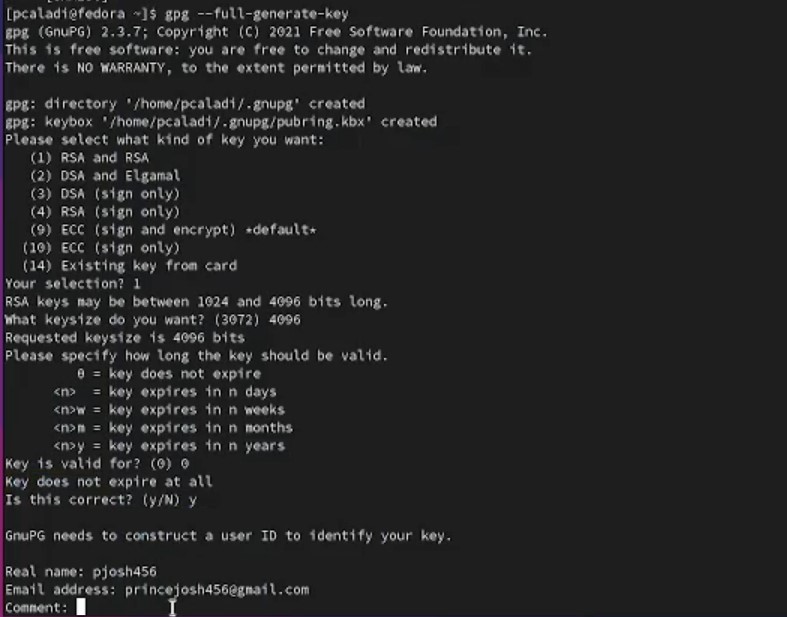 [pcaladi@fedora ~]$ gpg --full-generate-key
gpg (GnuPG) 2.3.7; Copyright (C) 2021 Free Software Foundation, Inc.
This is free software: you are free to change and redistribute it.
There is NO WARRANTY, to the extent permitted by law.
gpg: directory '/home/pcaladi/.gnupg' created
gpg: keybox '/home/pcaladi/.gnupg/pubring.kbx' created
Please select what kind of key you want:
(1) RSA and RSA
(2) DSA and Elgamal
(3) DSA (sign only)
(4) RSA (sign only)
(9) ECC (sign and encrypt) *default*
(10) ECC (sign only)
(14) Existing key from card
Your selection? 1
RSA keys may be between 1024 and 4096 bits long.
What keysize do you want? (3072) 4096
Requested keysize is 4096 bits
Please specify how long the key should be valid.
0 = key does not expire
<n> = key expires in n days
<n>w = key expires in n weeks
<n>m = key expires in n months
<n>y = key expires in n years
Key is valid for? (0) 0
Key does not expire at all
Is this correct? (y/N) y
GnuPG needs to construct a user ID to identify your key.
Real name: pjosh456
Email address: princejosh456@gmail.com
Comment: